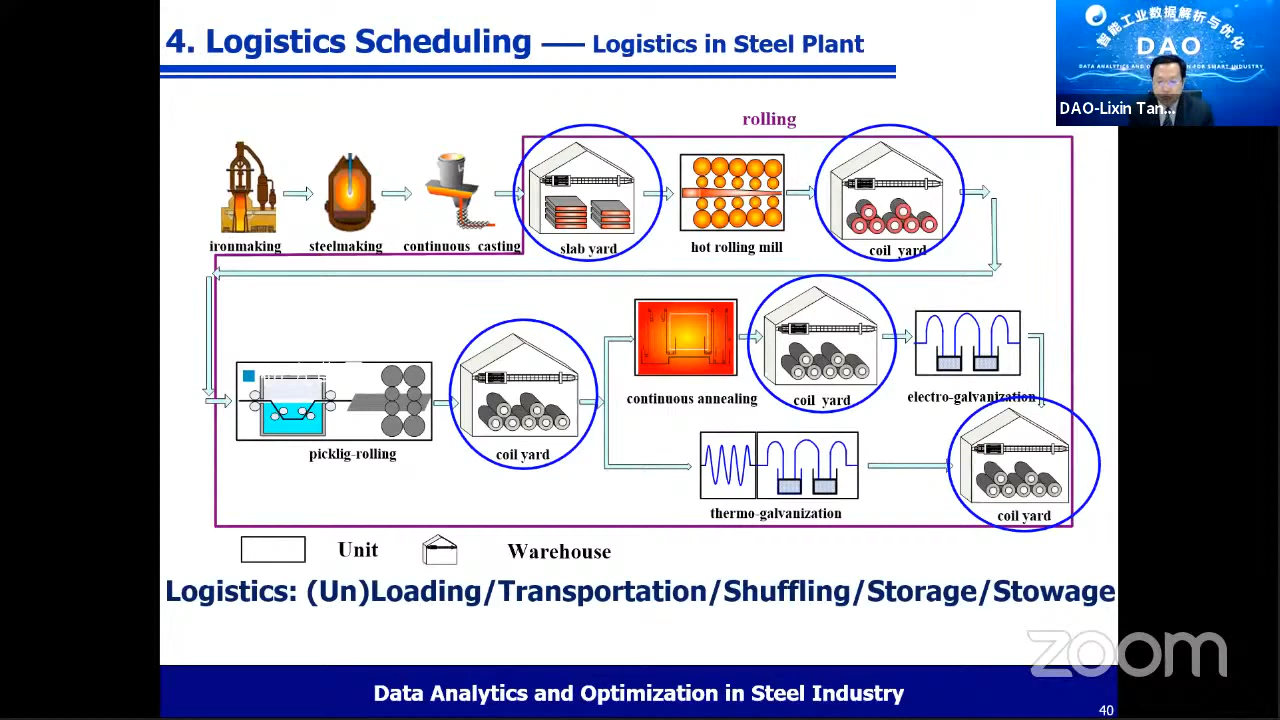 4. Logistics Scheduling —— Logistics in Steel Plant
智能工业数据解析与优化
DAO
DATA ANALYTICS AND OP FOR SMART INDUSTRY
DAO-Lixin Tan...
rolling
ironmaking
steelmaking
continuous casting
slab yard
hot rolling mill
coil yard
continuous annealing
coil yard
electro-galvanization
picklig-rolling
coil yard
thermo-galvanization
coil yard
Unit
Warehouse
Logistics: (Un)Loading/Transportation/Shuffling/Storage/Stowage
zoom
Data Analytics and Optimization in Steel Industry
40